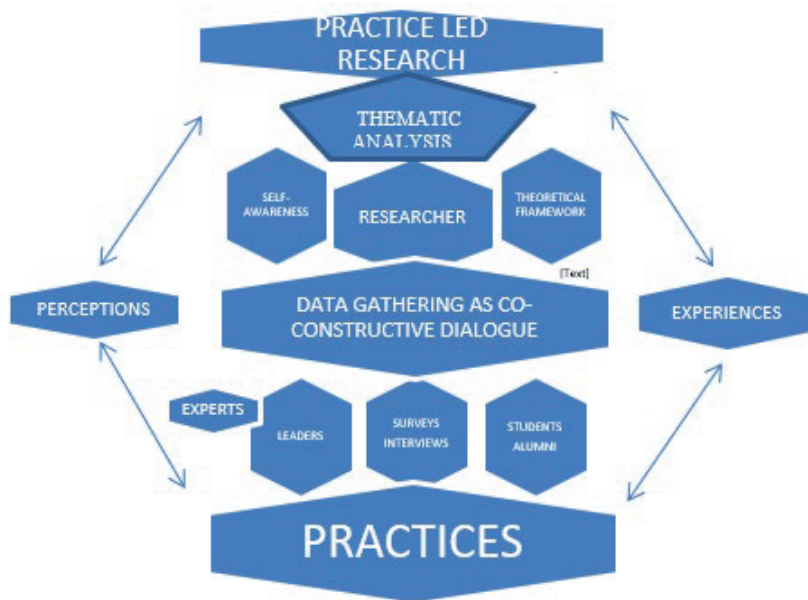 PRACTICE LED
RESEARCH
THEMATIC
ANALYSIS
SELF-
AWARENESS
RESEARCHER
THEORETICAL
FRAMEWORK
[Text]
PERCEPTIONS
DATA GATHERING AS CO-
CONSTRUCTIVE DIALOGUE
EXPERIENCES
EXPERTS
LEADERS
SURVEYS
INTERVIEWS
STUDENTS
ALUMNI
PRACTICES